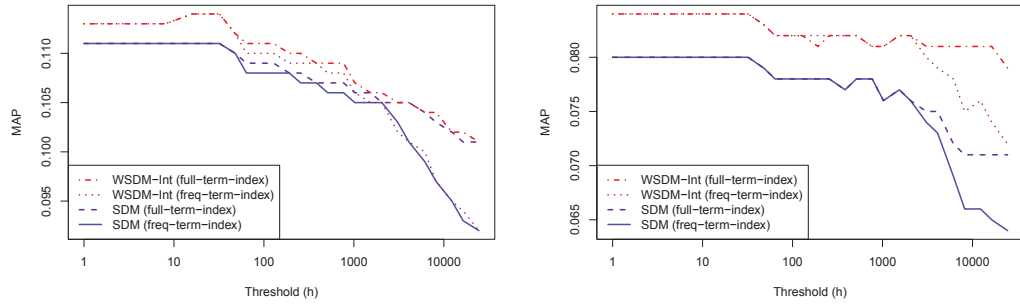 0.110
0.105
0.100
0.095
MAP
WSDM-Int (full-term-index)
WSDM-Int (freq-term-index)
SDM (full-term-index)
SDM (freq-term-index)
1 10 100 1000 10000
Threshold (h)
0.080
0.075
0.070
0.065
MAP
WSDM-Int (full-term-index)
WSDM-Int (freq-term-index)
SDM (full-term-index)
SDM (freq-term-index)
1 10 100 1000 10000
Threshold (h)